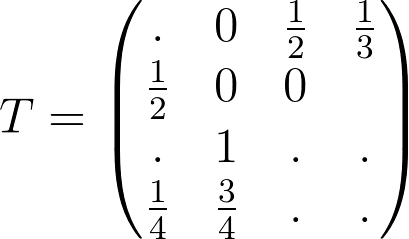 T = ( . 0 1/2 1/3
1/2 0 0
. 1 . .
1/4 3/4 . . )